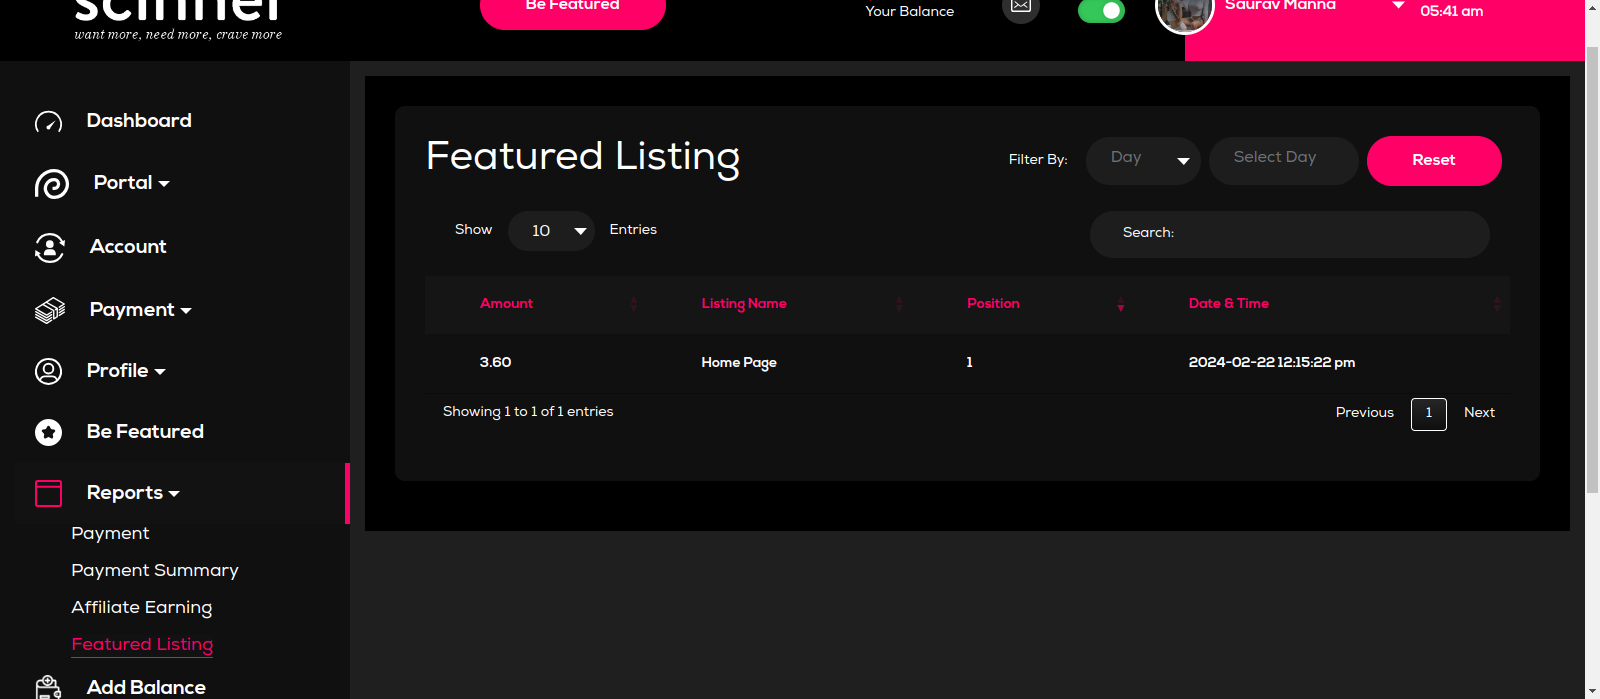 scinner
want more, need more, crave more
Be Featured
Your Balance
Saurav Manna
05:41 am
Dashboard
Portal
Account
Payment
Profile
Be Featured
Reports
Payment
Payment Summary
Affiliate Earning
Featured Listing
Add Balance
Featured Listing
Filter By:
Day
Select Day
Reset
Show
10
Entries
Search:
Amount
Listing Name
Position
Date & Time
3.60
Home Page
1
2024-02-22 12:15:22 pm
Showing 1 to 1 of 1 entries
Previous
1
Next